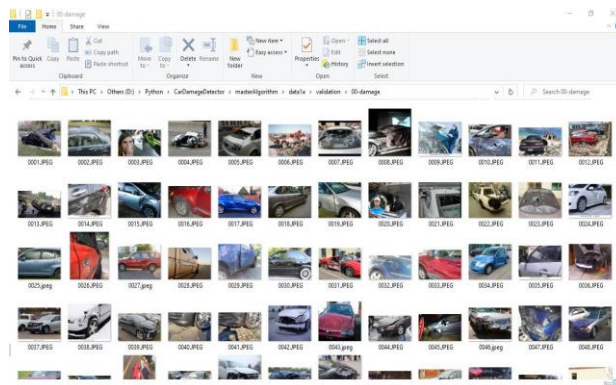 00-damage
File Home Share View
Pin to Quick access
Copy
Paste
Cut
Copy path
Paste shortcut
Move to
Copy to
Delete
Rename
New folder
New item
Easy access
Properties
Open
Edit
History
Select all
Select none
Invert selection
Clipboard Organize New Open Select
This PC > Others (D:) > Python > CarDamageDetector > masterAlgorithm > data1a > validation > 00-damage
Search 00-damage
0001.JPEG 0002.JPEG 0003.JPEG 0004.JPEG 0005.JPEG 0006.JPEG 0007.JPEG 0008.JPEG 0009.JPEG 0010.JPEG 0011.JPEG 0012.JPEG
0013.JPEG 0014.JPEG 0015.JPEG 0016.JPEG 0017.JPEG 0018.JPEG 0019.JPEG 0020.JPEG 0021.JPEG 0022.JPEG 0023.JPEG 0024.JPEG
0025.jpeg 0026.JPEG 0027.jpeg 0028.JPEG 0029.JPEG 0030.JPEG 0031.JPEG 0032.JPEG 0033.JPEG 0034.JPEG 0035.JPEG 0036.JPEG
0037.JPEG 0038.JPEG 0039.JPEG 0040.JPEG 0041.JPEG 0042.JPEG 0043.jpeg 0044.JPEG 0045.JPEG 0046.jpeg 0047.JPEG 0048.JPEG